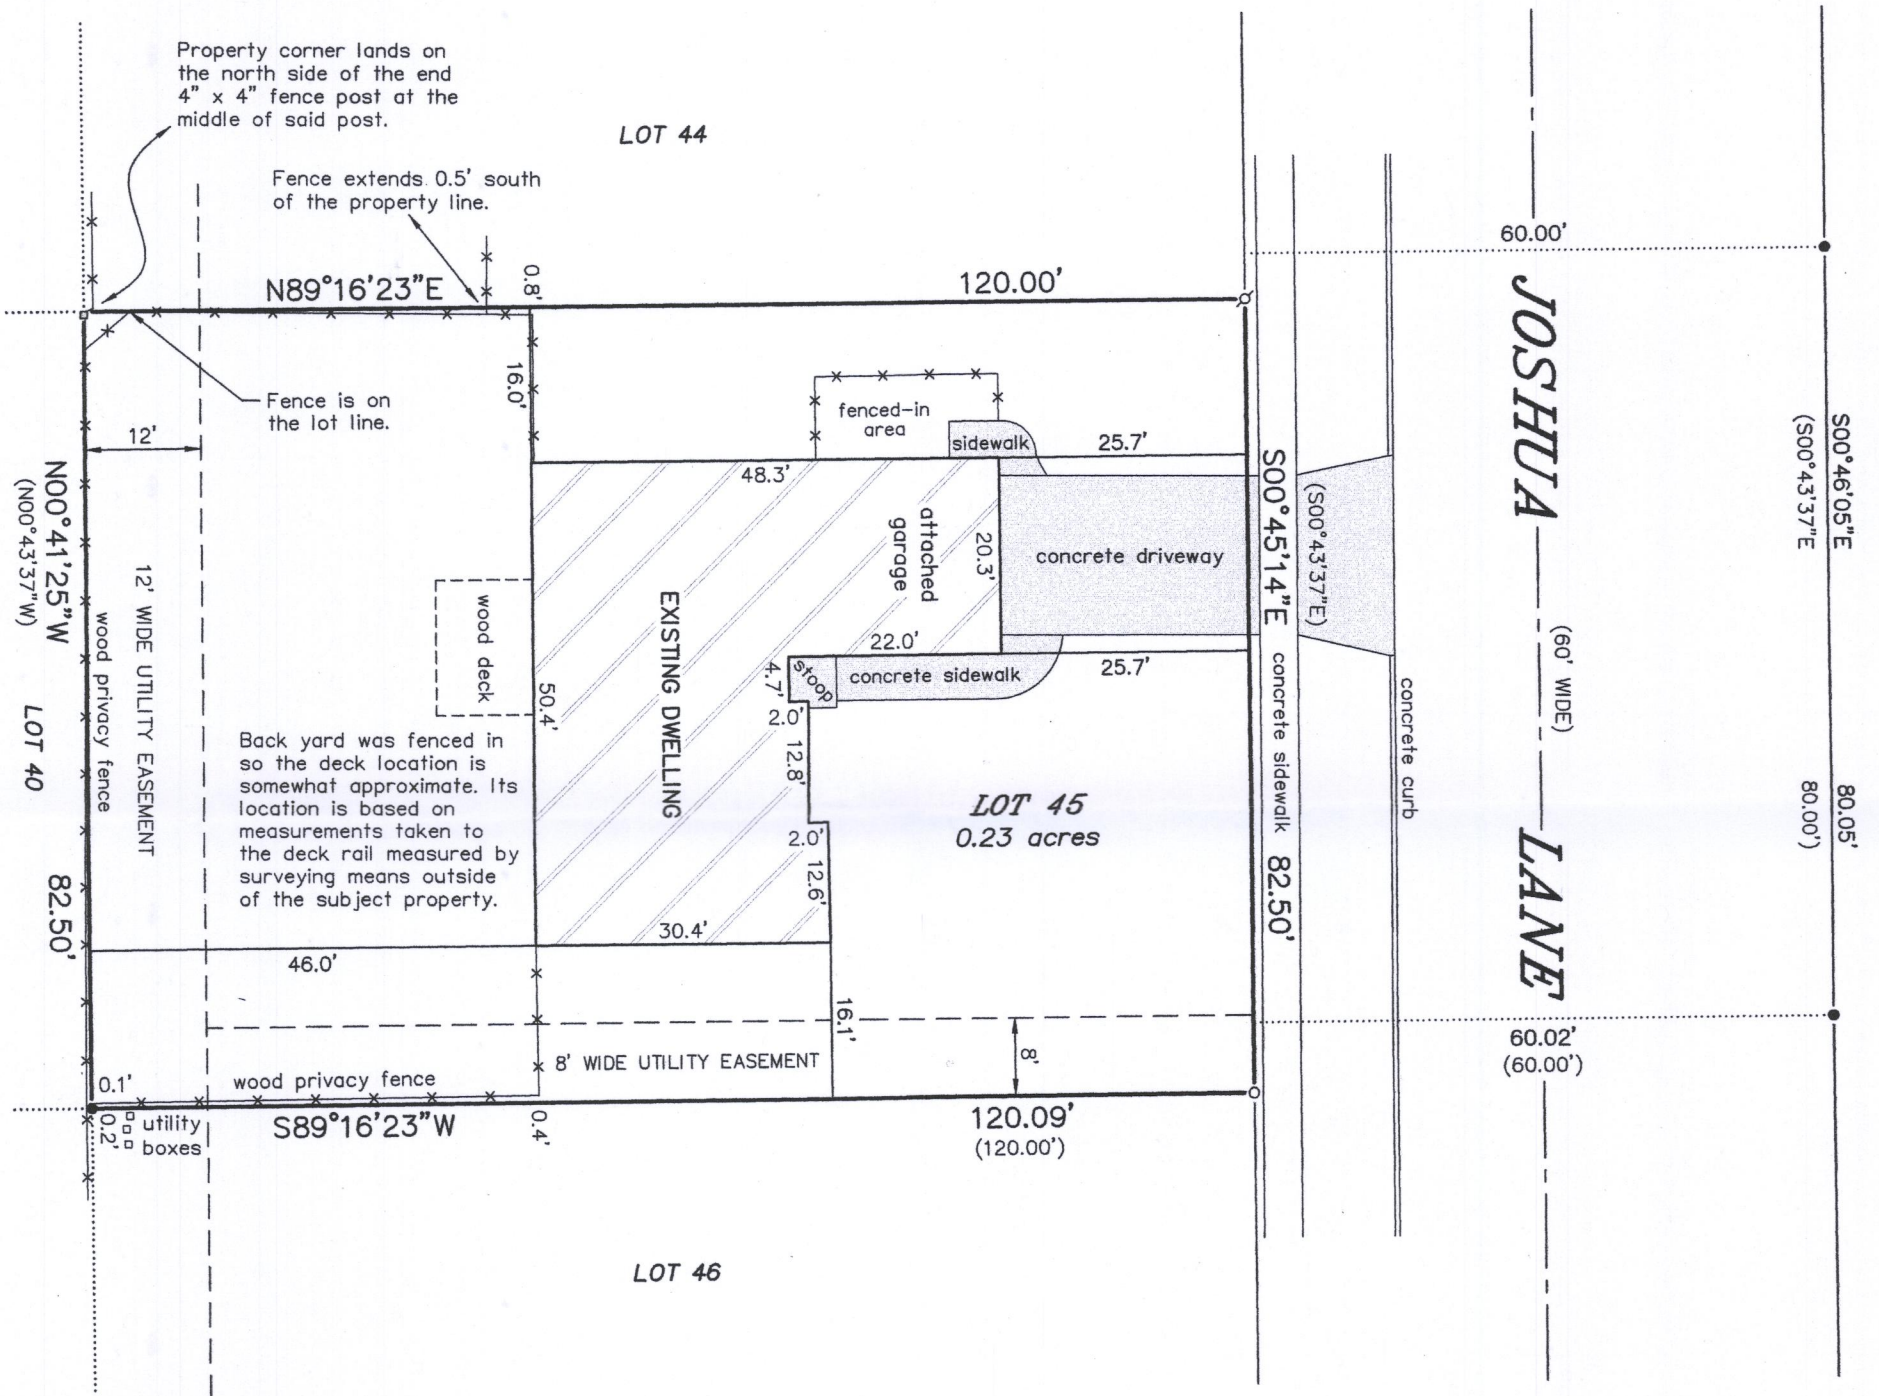 Property corner lands on
the north side of the end
4" x 4" fence post at the
middle of said post.
LOT 44
Fence extends 0.5' south
of the property line.
60.00'
N89°16'23"E
0.8'
120.00'
JOSHUA
LANE
(60' WIDE)
S00°46'05"E
(S00°43'37"E
80.05'
80.00')
16.0'
Fence is on
the lot line.
fenced-in
area
sidewalk
25.7'
12'
48.3'
attached
garage
20.3'
concrete driveway
S00°45'14"E
(S00°43'37"E)
N00°41'25"W
(N00°43'37"W)
12' WIDE UTILITY EASEMENT
wood privacy fence
LOT 40
82.50'
wood deck
50.4'
EXISTING DWELLING
22.0'
4.7'
stoop
concrete sidewalk
25.7'
2.0'
12.8'
concrete sidewalk
82.50'
concrete curb
Back yard was fenced in
so the deck location is
somewhat approximate. Its
location is based on
measurements taken to
the deck rail measured by
surveying means outside
of the subject property.
LOT 45
0.23 acres
2.0'
12.6'
30.4'
46.0'
16.1'
8' WIDE UTILITY EASEMENT
8'
60.02'
(60.00')
0.1'
wood privacy fence
0.2'
utility
boxes
S89°16'23"W
0.4'
120.09'
(120.00')
LOT 46